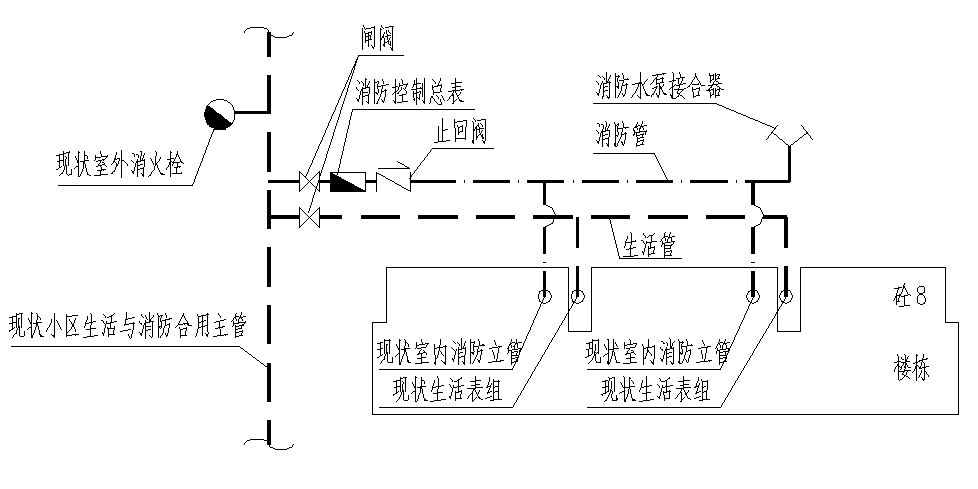 闸阀
消防控制总表
止回阀
消防水泵接合器
消防管
现状室外消火栓
生活管
砼8
现状小区生活与消防合用主管
现状室内消防立管
现状室内消防立管
楼栋
现状生活表组
现状生活表组